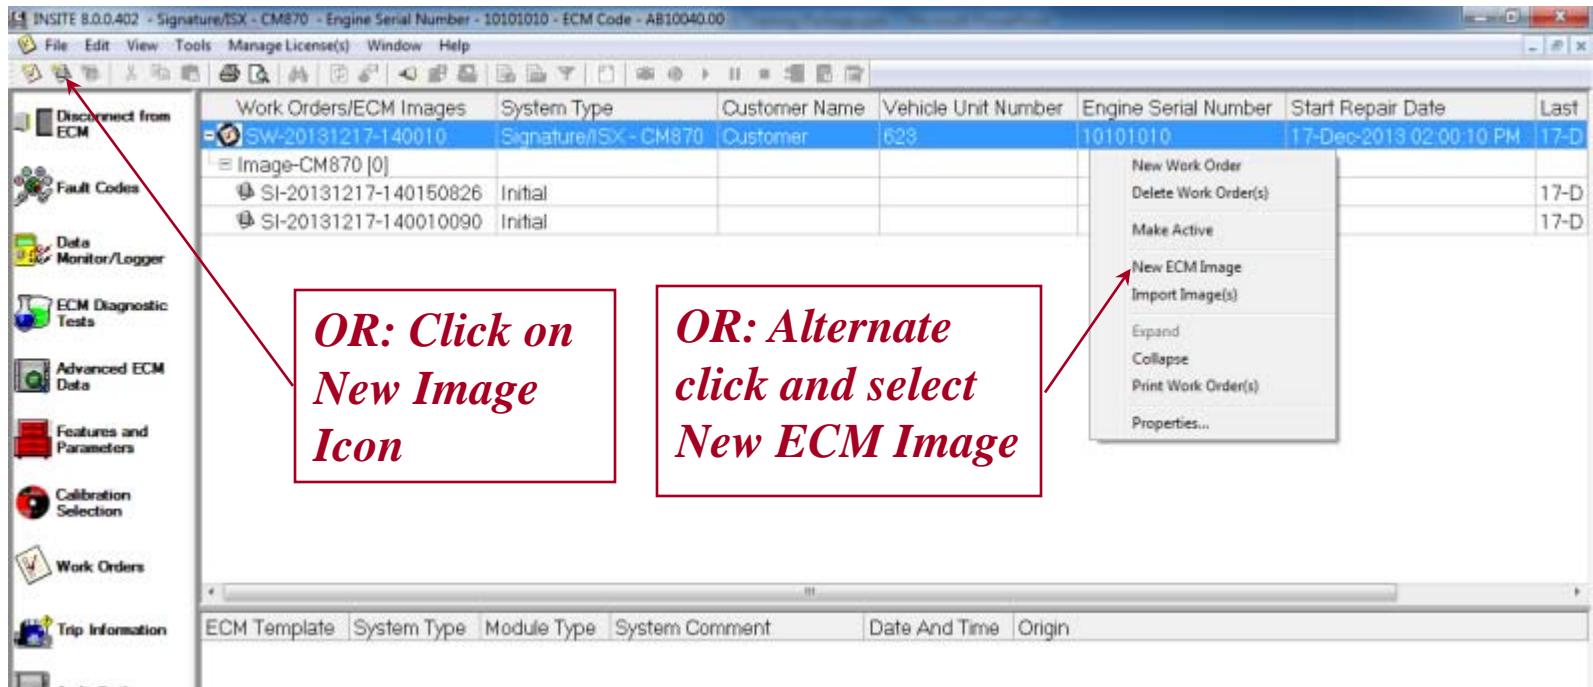 INSITE 8.0.0.402 - Signature/ISX - CM870 - Engine Serial Number - 10101010 - ECM Code - AB10040.00
File Edit View Tools Manage License(s) Window Help
Work Orders/ECM Images System Type Customer Name Vehicle Unit Number Engine Serial Number Start Repair Date Last
SW-20131217-140010 Signature/ISX - CM870 Customer 623 10101010 17-Dec-2013 02:00:10 PM 17-D
Image-CM870 [0]
SI-20131217-140150826 Initial 17-D
SI-20131217-140010090 Initial 17-D
Disconnect from
ECM
Fault Codes
Data
Monitor/Logger
ECM Diagnostic
Tests
Advanced ECM
Data
Features and
Parameters
Calibration
Selection
Work Orders
Trip Information
New Work Order
Delete Work Order(s)
Make Active
New ECM Image
Import Image(s)
Expand
Collapse
Print Work Order(s)
Properties...
OR: Click on
New Image
Icon
OR: Alternate
click and select
New ECM Image
ECM Template System Type Module Type System Comment Date And Time Origin